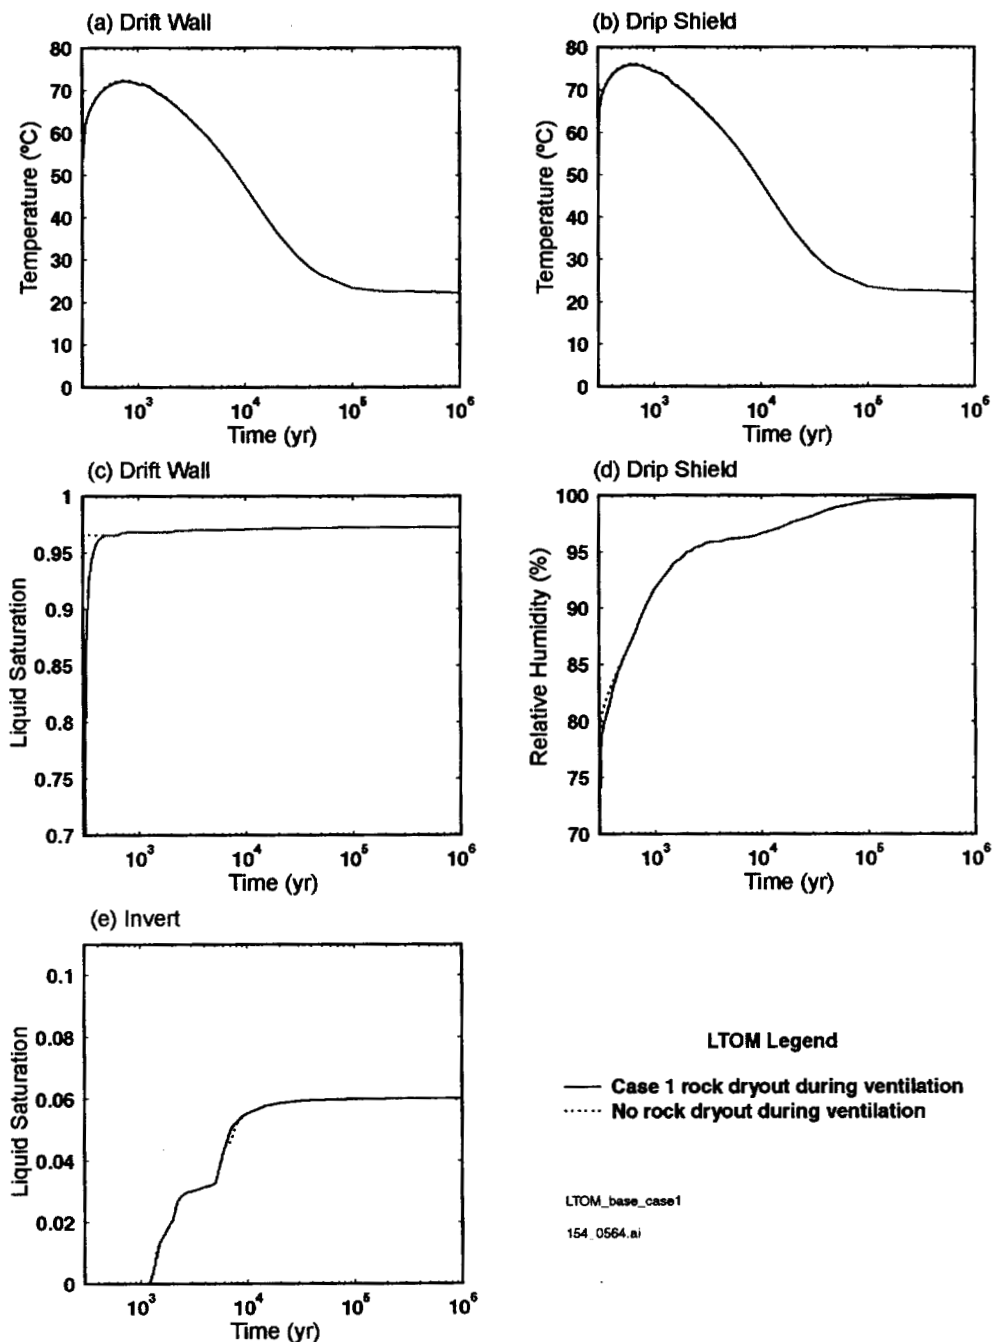 (a) Drift Wall
80
70
60
50
40
30
20
10
0
Temperature (ºC)
10³ 10⁴ 10⁵ 10⁶
Time (yr)
(b) Drip Shield
80
70
60
50
40
30
20
10
0
Temperature (ºC)
10³ 10⁴ 10⁵ 10⁶
Time (yr)
(c) Drift Wall
1
0.95
0.9
0.85
0.8
0.75
0.7
Liquid Saturation
10³ 10⁴ 10⁵ 10⁶
Time (yr)
(d) Drip Shield
100
95
90
85
80
75
70
Relative Humidity (%)
10³ 10⁴ 10⁵ 10⁶
Time (yr)
(e) Invert
0.1
0.08
0.06
0.04
0.02
0
Liquid Saturation
10³ 10⁴ 10⁵ 10⁶
Time (yr)
LTOM Legend
Case 1 rock dryout during ventilation
No rock dryout during ventilation
LTOM_base_case1
154_0564.ai